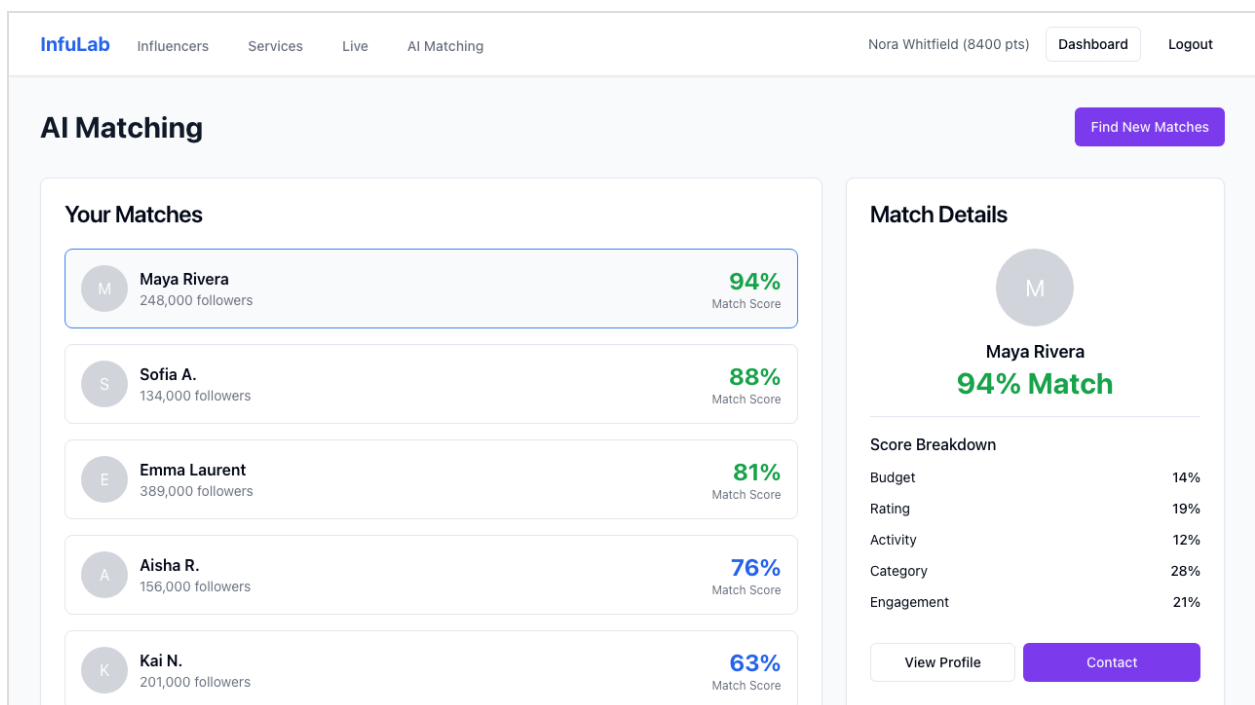 InfuLab Influencers Services Live AI Matching Nora Whitfield (8400 pts) Dashboard Logout
AI Matching Find New Matches
Your Matches
M Maya Rivera 94%
248,000 followers Match Score
S Sofia A. 88%
134,000 followers Match Score
E Emma Laurent 81%
389,000 followers Match Score
A Aisha R. 76%
156,000 followers Match Score
K Kai N. 63%
201,000 followers Match Score
Match Details
M
Maya Rivera
94% Match
Score Breakdown
Budget 14%
Rating 19%
Activity 12%
Category 28%
Engagement 21%
View Profile Contact